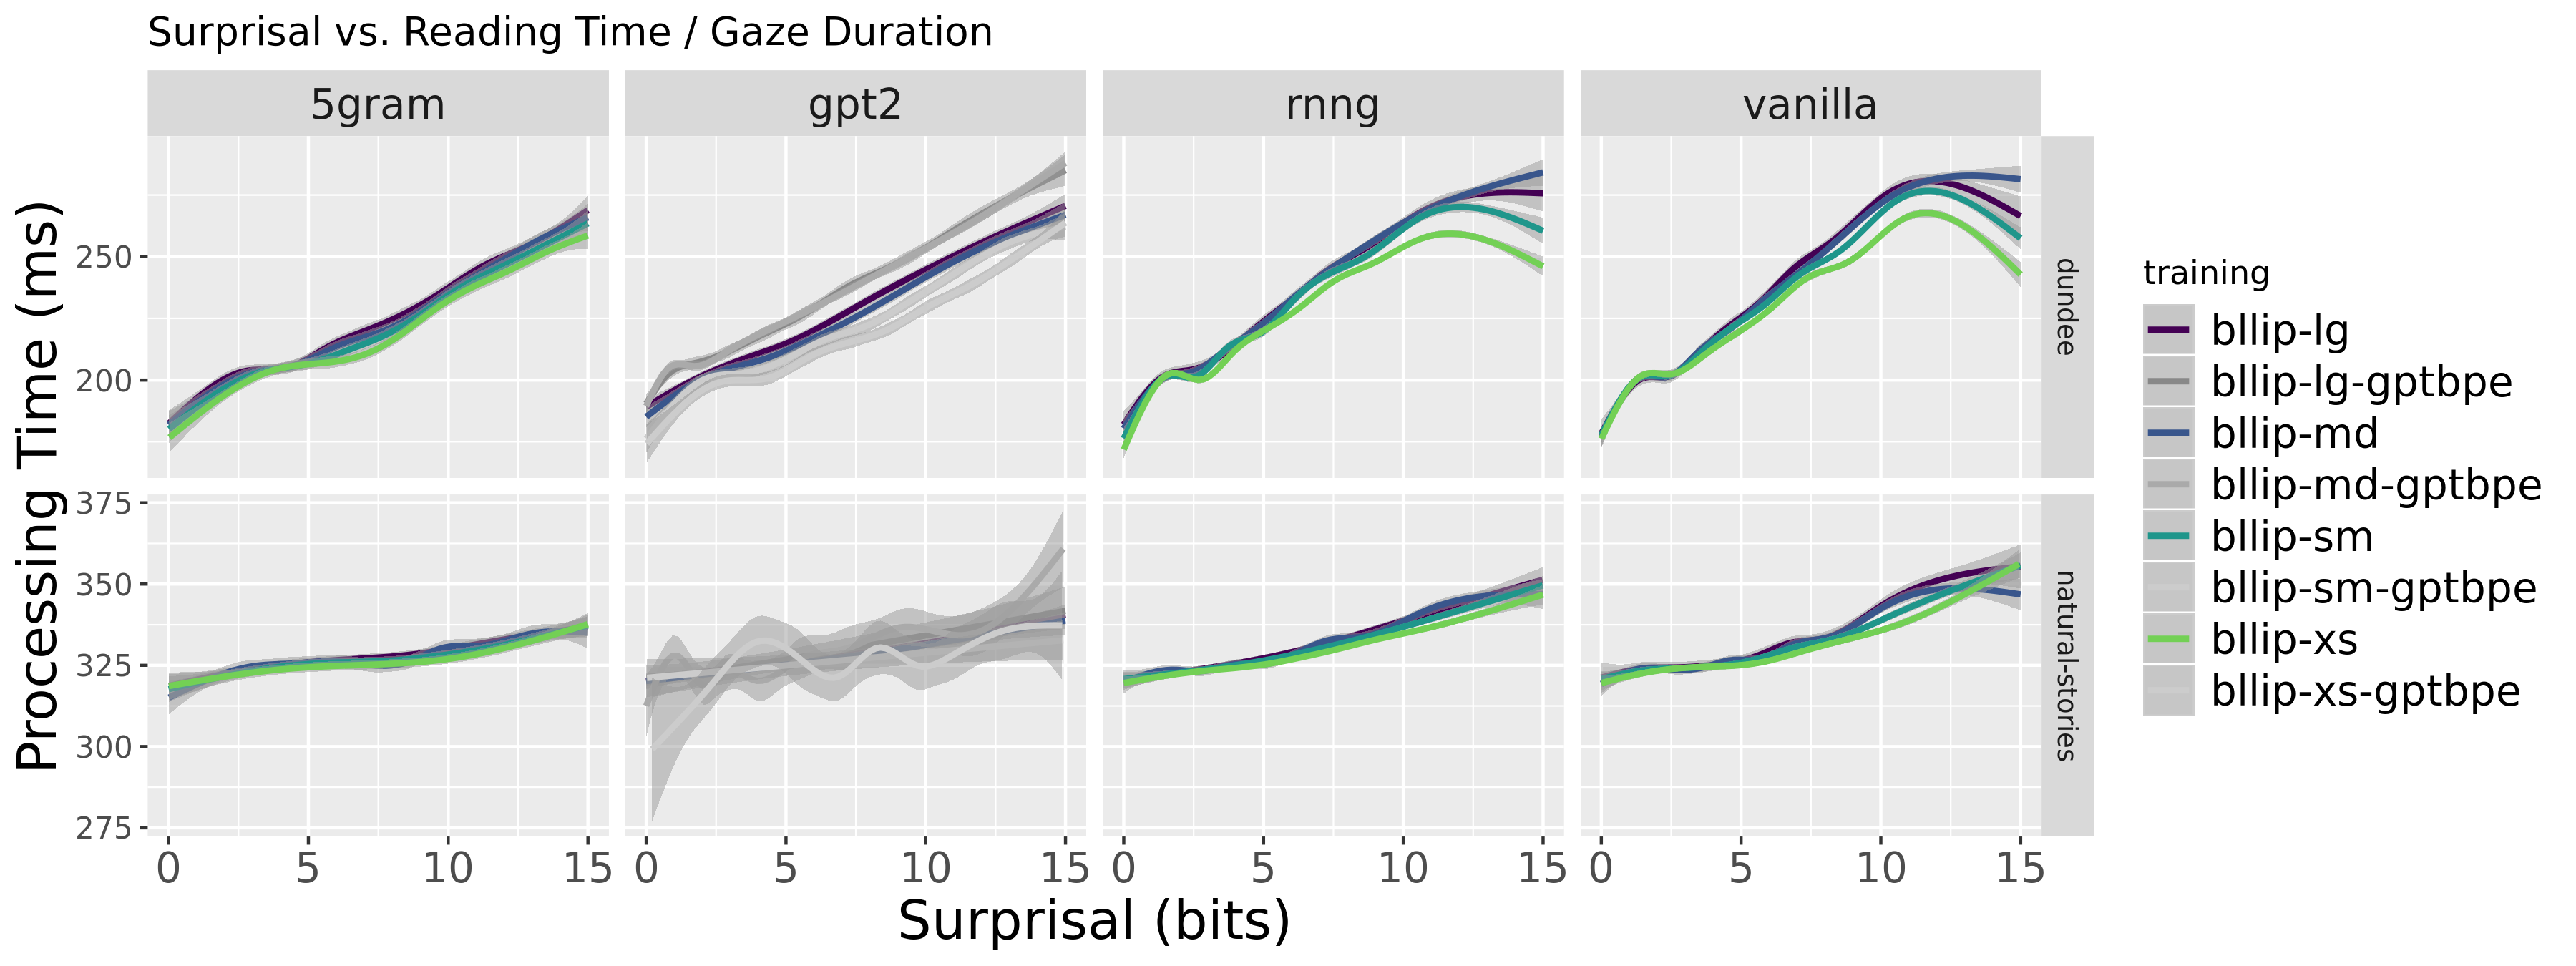 Surprisal vs. Reading Time / Gaze Duration
5gram
gpt2
rnng
vanilla
Processing Time (ms)
250
200
dundee
375
350
325
300
275
natural-stories
0 5 10 15
0 5 10 15
0 5 10 15
0 5 10 15
Surprisal (bits)
training
bllip-lg
bllip-lg-gptbpe
bllip-md
bllip-md-gptbpe
bllip-sm
bllip-sm-gptbpe
bllip-xs
bllip-xs-gptbpe